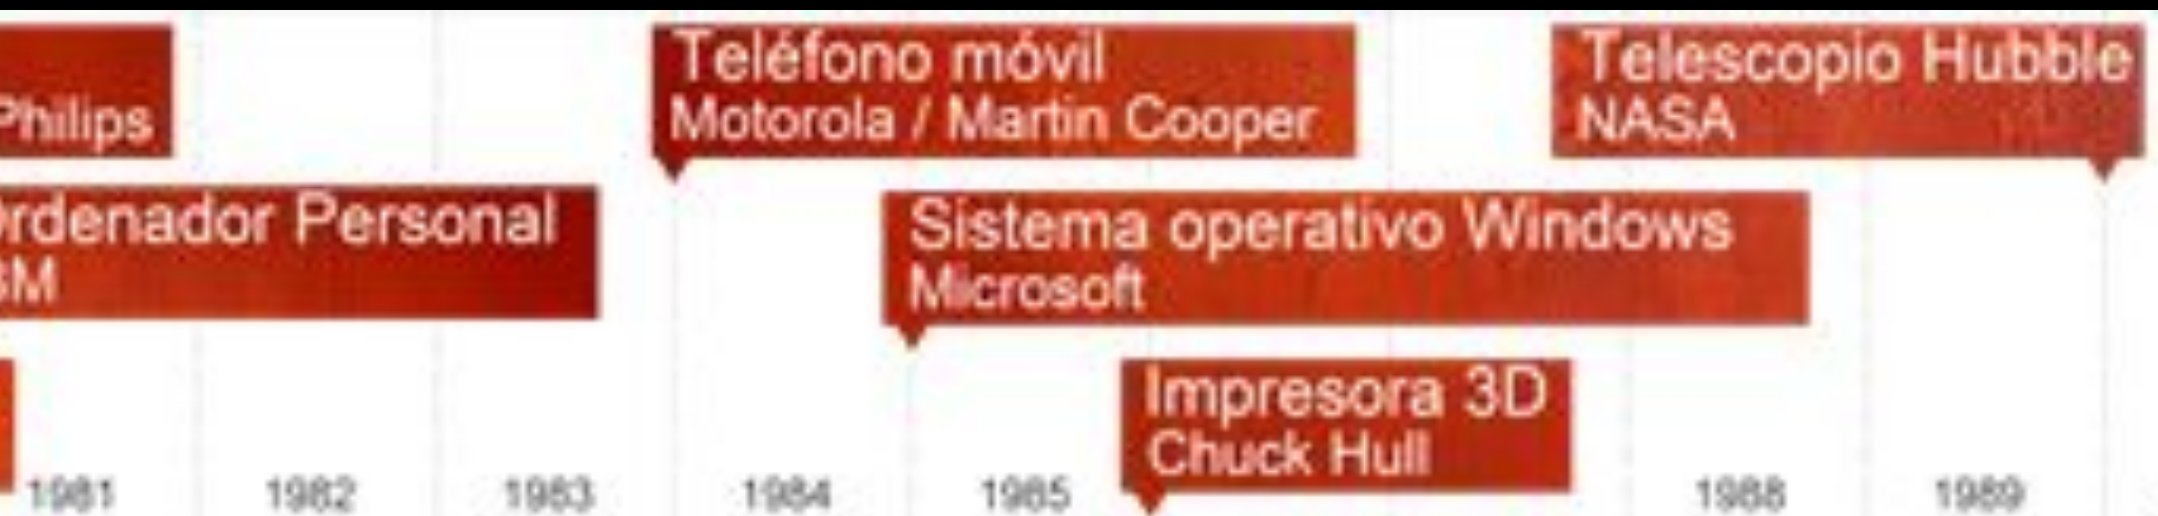 Philips
Teléfono móvil
Motorola / Martin Cooper
Telescopio Hubble
NASA
Ordenador Personal
BM
Sistema operativo Windows
Microsoft
Impresora 3D
Chuck Hull
1981 1982 1983 1984 1985 1988 1989